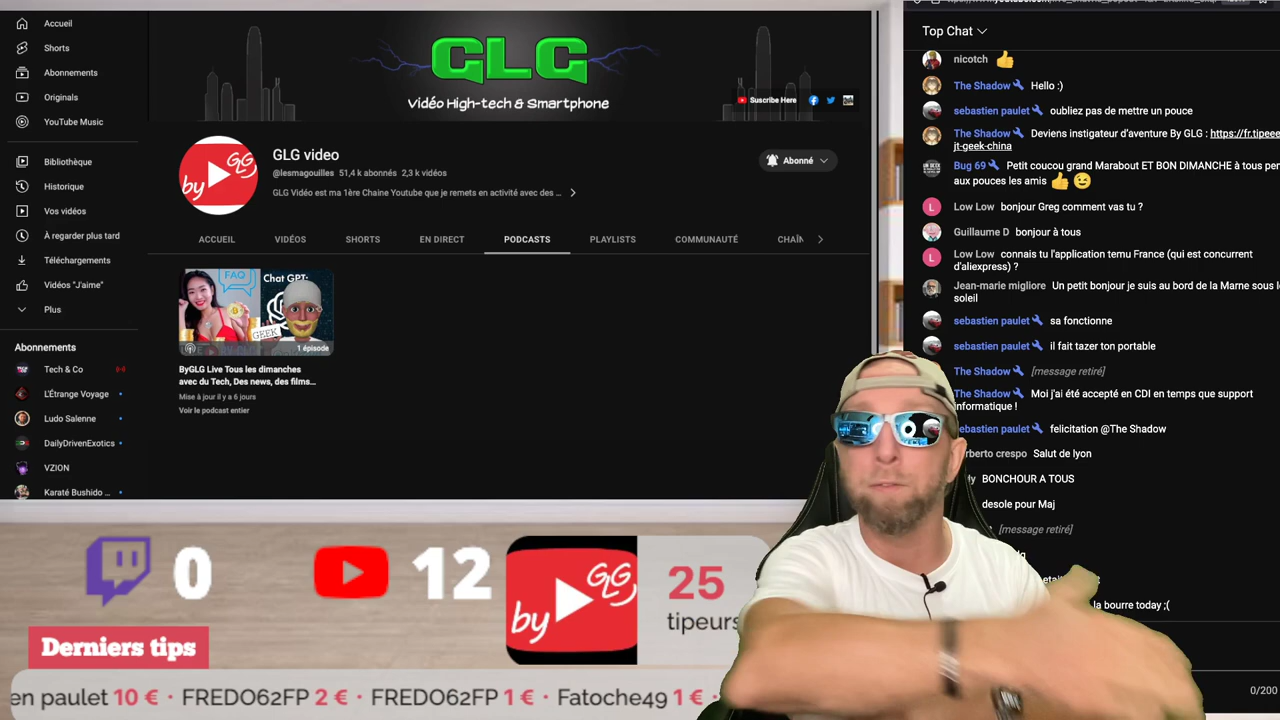 Accueil
Shorts
Abonnements
Originals
YouTube Music
Bibliothèque
Historique
Vos vidéos
À regarder plus tard
Téléchargements
Vidéos "J'aime"
Plus
Abonnements
Tech & Co
L'Étrange Voyage
Ludo Salenne
DailyDrivenExotics
VZION
Karaté Bushido ...
GLG
Vidéo High-tech & Smartphone
Suscribe Here
by GLG
GLG video
@lesmagouilles 51,4 k abonnés 2,3 k vidéos
GLG Vidéo est ma 1ère Chaine Youtube que je remets en activité avec des ...
Abonné
ACCUEIL VIDÉOS SHORTS EN DIRECT PODCASTS PLAYLISTS COMMUNAUTÉ CHAÎN
FAQ
Chat GPT:
GEEK
1 épisode
ByGLG Live Tous les dimanches
avec du Tech, Des news, des films...
Mise à jour il y a 6 jours
Voir le podcast entier
Top Chat
nicotch
The Shadow Hello :)
sebastien paulet oubliez pas de mettre un pouce
The Shadow Deviens instigateur d'aventure By GLG : https://fr.tipeee
jt-geek-china
Bug 69 Petit coucou grand Marabout ET BON DIMANCHE à tous per
aux pouces les amis
Low Low bonjour Greg comment vas tu ?
Guillaume D bonjour à tous
Low Low connais tu l'application temu France (qui est concurrent
d'aliexpress) ?
Jean-marie migliore Un petit bonjour je suis au bord de la Marne sous le
soleil
sebastien paulet sa fonctionne
sebastien paulet il fait tazer ton portable
The Shadow [message retiré]
The Shadow Moi j'ai été accepté en CDI en temps que support
informatique !
ebastien paulet felicitation @The Shadow
rberto crespo Salut de lyon
BONCHOUR A TOUS
desole pour Maj
[message retiré]
la bourre today ;(
0/200
0
12
by GLG
25
tipeurs
Derniers tips
en paulet 10 € · FREDO62FP 2 € · FREDO62FP 1 € · Fatoche49 1 € ·